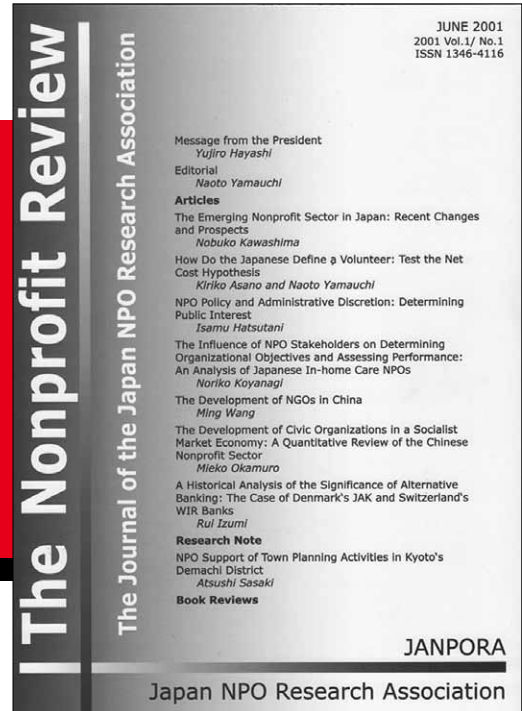 The Nonprofit Review
The Journal of the Japan NPO Research Association
JUNE 2001
2001 Vol.1/ No.1
ISSN 1346-4116
Message from the President
Yujiro Hayashi
Editorial
Naoto Yamauchi
Articles
The Emerging Nonprofit Sector in Japan: Recent Changes
and Prospects
Nobuko Kawashima
How Do the Japanese Define a Volunteer: Test the Net
Cost Hypothesis
Kiriko Asano and Naoto Yamauchi
NPO Policy and Administrative Discretion: Determining
Public Interest
Isamu Hatsutani
The Influence of NPO Stakeholders on Determining
Organizational Objectives and Assessing Performance:
An Analysis of Japanese In-home Care NPOs
Noriko Koyanagi
The Development of NGOs in China
Ming Wang
The Development of Civic Organizations in a Socialist
Market Economy: A Quantitative Review of the Chinese
Nonprofit Sector
Mieko Okamuro
A Historical Analysis of the Significance of Alternative
Banking: The Case of Denmark's JAK and Switzerland's
WIR Banks
Rui Izumi
Research Note
NPO Support of Town Planning Activities in Kyoto's
Demachi District
Atsushi Sasaki
Book Reviews
JANPORA
Japan NPO Research Association